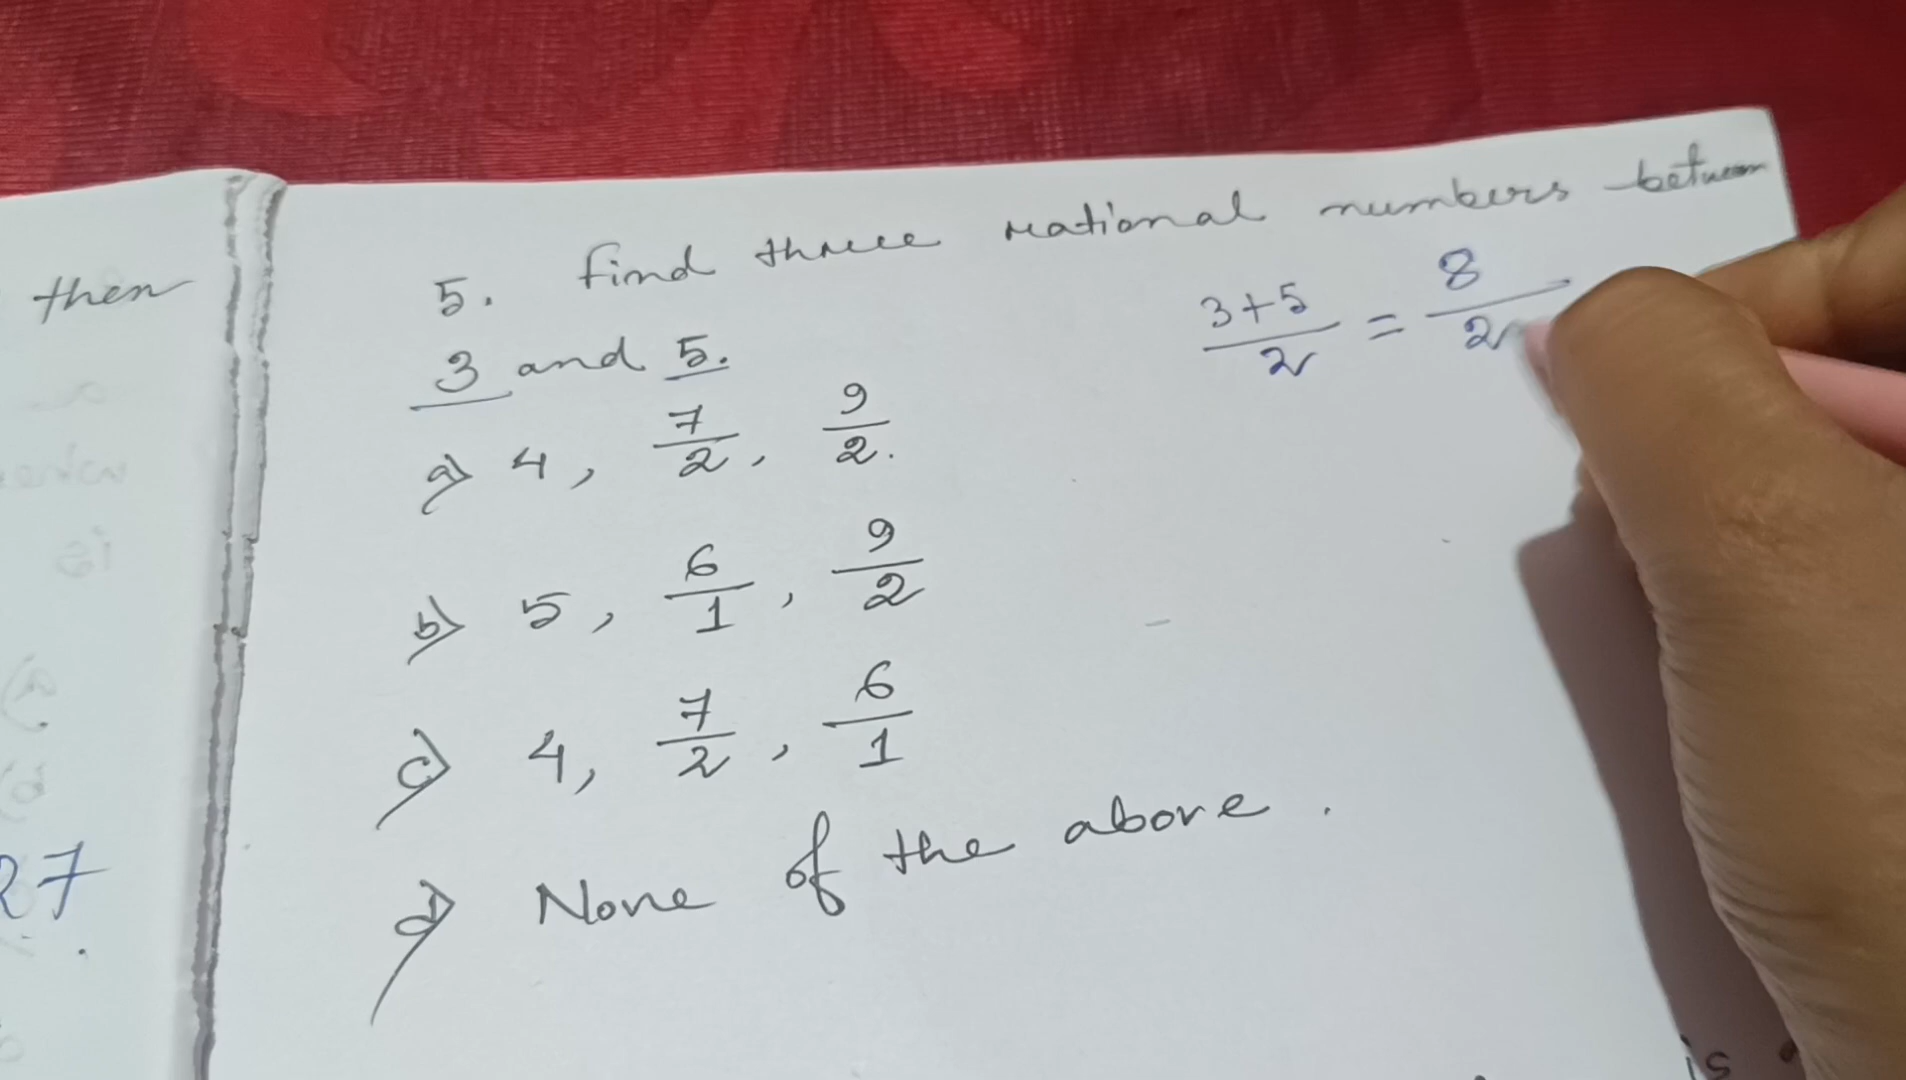 then
27
5. find three rational numbers between
3 and 5.
3+5/2 = 8/2
a) 4, 7/2, 9/2.
b) 5, 6/1, 9/2
c) 4, 7/2, 6/1
d) None of the above.
is